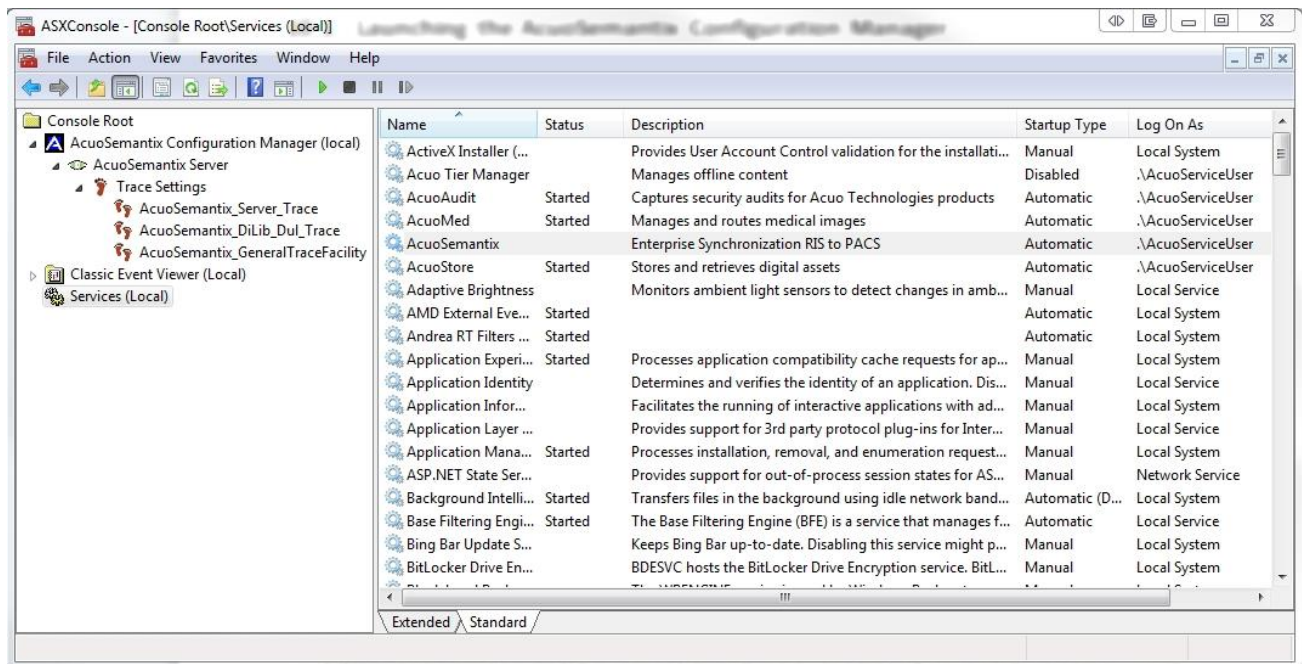 ASXConsole - [Console Root\Services (Local)]
Launching the AcuoSemantix Configuration Manager
File Action View Favorites Window Help
Console Root
AcuoSemantix Configuration Manager (local)
AcuoSemantix Server
Trace Settings
AcuoSemantix_Server_Trace
AcuoSemantix_DiLib_Dul_Trace
AcuoSemantix_GeneralTraceFacility
Classic Event Viewer (Local)
Services (Local)
Name Status Description Startup Type Log On As
ActiveX Installer (... Provides User Account Control validation for the installati... Manual Local System
Acuo Tier Manager Manages offline content Disabled .\AcuoServiceUser
AcuoAudit Started Captures security audits for Acuo Technologies products Automatic .\AcuoServiceUser
AcuoMed Started Manages and routes medical images Automatic .\AcuoServiceUser
AcuoSemantix Enterprise Synchronization RIS to PACS Automatic .\AcuoServiceUser
AcuoStore Started Stores and retrieves digital assets Automatic .\AcuoServiceUser
Adaptive Brightness Monitors ambient light sensors to detect changes in amb... Manual Local Service
AMD External Eve... Started Automatic Local System
Andrea RT Filters ... Started Automatic Local System
Application Experi... Started Processes application compatibility cache requests for ap... Manual Local System
Application Identity Determines and verifies the identity of an application. Dis... Manual Local Service
Application Infor... Facilitates the running of interactive applications with ad... Manual Local System
Application Layer ... Provides support for 3rd party protocol plug-ins for Inter... Manual Local Service
Application Mana... Started Processes installation, removal, and enumeration request... Manual Local System
ASP.NET State Ser... Provides support for out-of-process session states for AS... Manual Network Service
Background Intelli... Started Transfers files in the background using idle network band... Automatic (D... Local System
Base Filtering Engi... Started The Base Filtering Engine (BFE) is a service that manages f... Automatic Local Service
Bing Bar Update S... Keeps Bing Bar up-to-date. Disabling this service might p... Manual Local System
BitLocker Drive En... BDESVC hosts the BitLocker Drive Encryption service. BitL... Manual Local System
Extended Standard